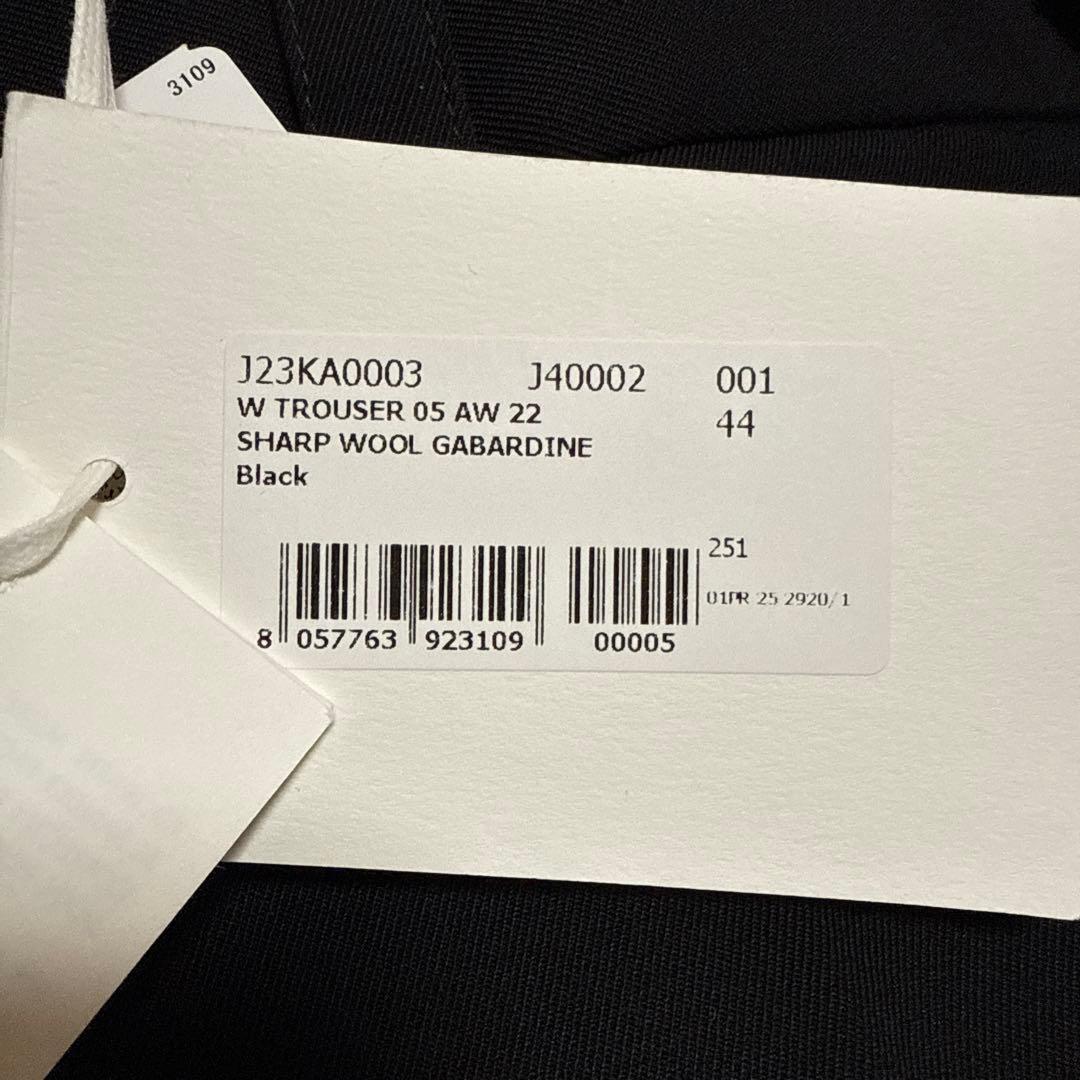 3109
J23KA0003 J40002 001
W TROUSER 05 AW 22 44
SHARP WOOL GABARDINE
Black
251
01PR 25 2920/1
8 057763 923109 00005